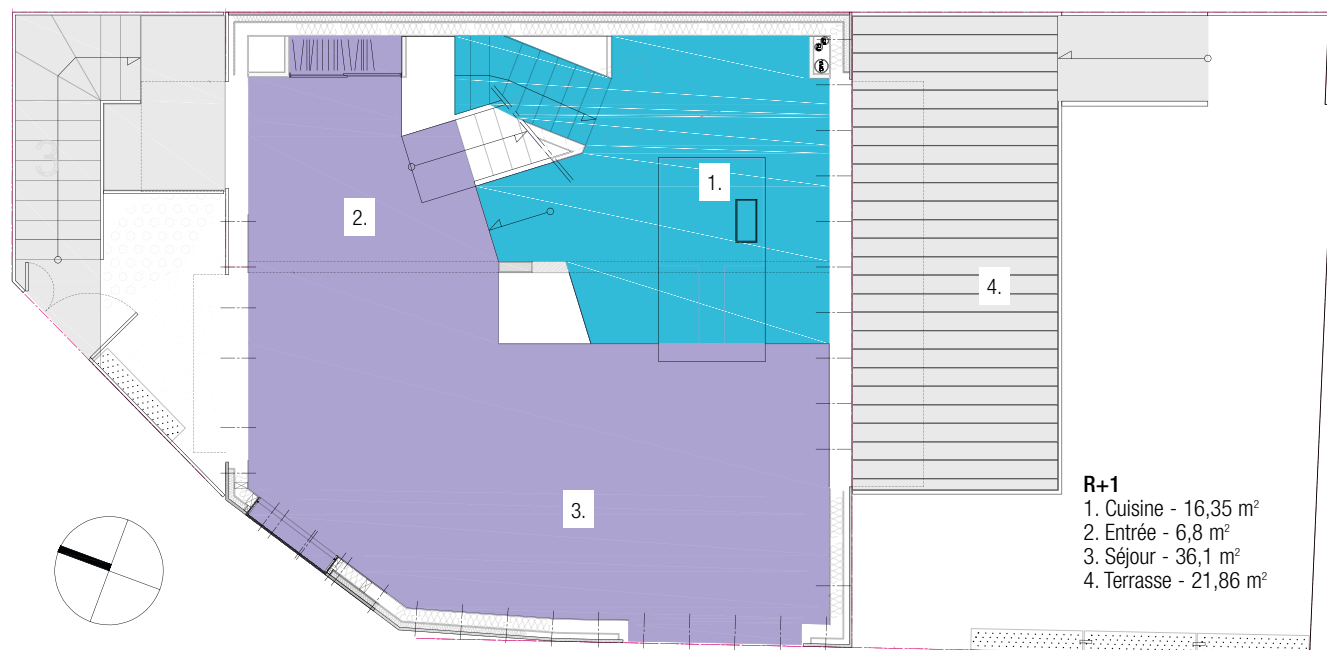 1.
2.
3.
4.
3
R+1
1. Cuisine - 16,35 m²
2. Entrée - 6,8 m²
3. Séjour - 36,1 m²
4. Terrasse - 21,86 m²